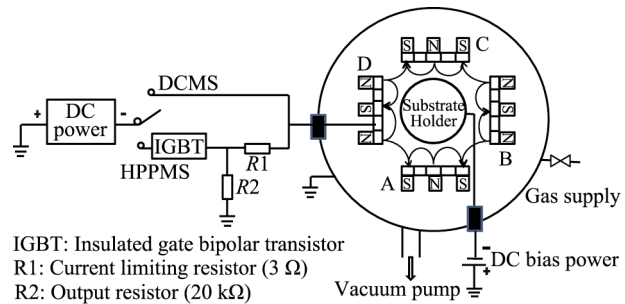 S N S C
D
DCMS
N
S
N
N
S
N
+ DC power -
Substrate Holder
IGBT
R1
HPPMS
R2
A
S N S
B
Gas supply
IGBT: Insulated gate bipolar transistor
R1: Current limiting resistor (3 Ω)
R2: Output resistor (20 kΩ)
-
+
DC bias power
Vacuum pump